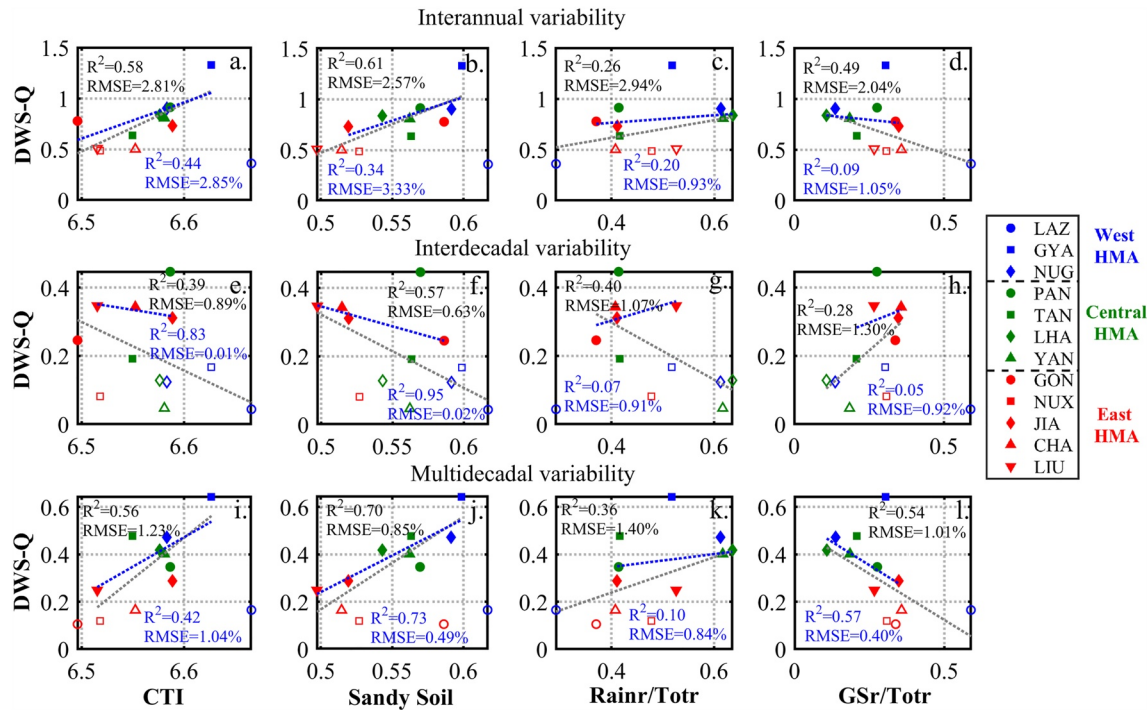 Interannual variability
DWS-Q
1.5
1
0.5
0
a.
R²=0.58
RMSE=2.81%
R²=0.44
RMSE=2.85%
6.5
6.6
b.
R²=0.61
RMSE=2.57%
R²=0.34
RMSE=3.33%
0.5
0.55
0.6
c.
R²=0.26
RMSE=2.94%
R²=0.20
RMSE=0.93%
0.4
0.6
d.
R²=0.49
RMSE=2.04%
R²=0.09
RMSE=1.05%
0
0.5
Interdecadal variability
DWS-Q
0.4
0.2
0
e.
R²=0.39
RMSE=0.89%
R²=0.83
RMSE=0.01%
6.5
6.6
f.
R²=0.57
RMSE=0.63%
R²=0.95
RMSE=0.02%
0.5
0.55
0.6
g.
R²=0.40
RMSE=1.07%
R²=0.07
RMSE=0.91%
0.4
0.6
h.
R²=0.28
RMSE=1.30%
R²=0.05
RMSE=0.92%
0
0.5
Multidecadal variability
DWS-Q
0.6
0.4
0.2
0
i.
R²=0.56
RMSE=1.23%
R²=0.42
RMSE=1.04%
6.5
6.6
CTI
j.
R²=0.70
RMSE=0.85%
R²=0.73
RMSE=0.49%
0.5
0.55
0.6
Sandy Soil
k.
R²=0.36
RMSE=1.40%
R²=0.10
RMSE=0.84%
0.4
0.6
Rainr/Totr
l.
R²=0.54
RMSE=1.01%
R²=0.57
RMSE=0.40%
0
0.5
GSr/Totr
LAZ
GYA
NUG
West
HMA
PAN
TAN
LHA
YAN
Central
HMA
GON
NUX
JIA
CHA
LIU
East
HMA